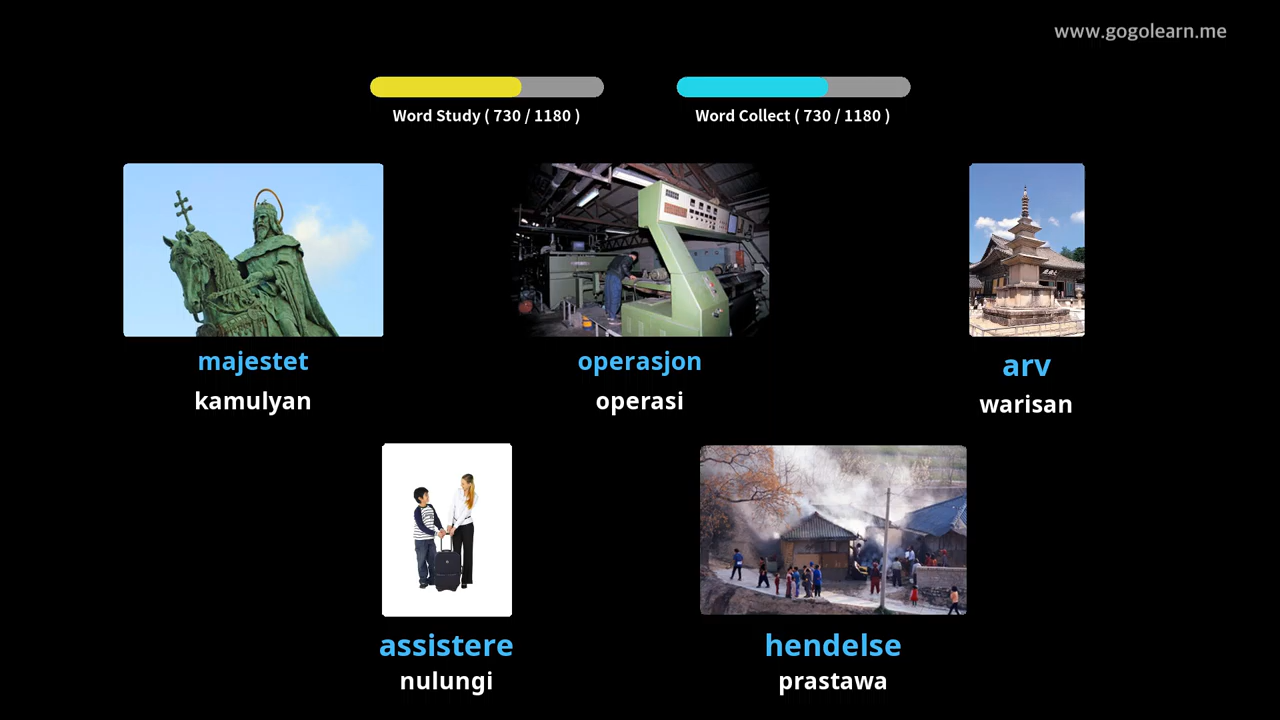 www.gogolearn.me
Word Study ( 730 / 1180 )
Word Collect ( 730 / 1180 )
majestet
kamulyan
operasjon
operasi
arv
warisan
assistere
nulungi
hendelse
prastawa